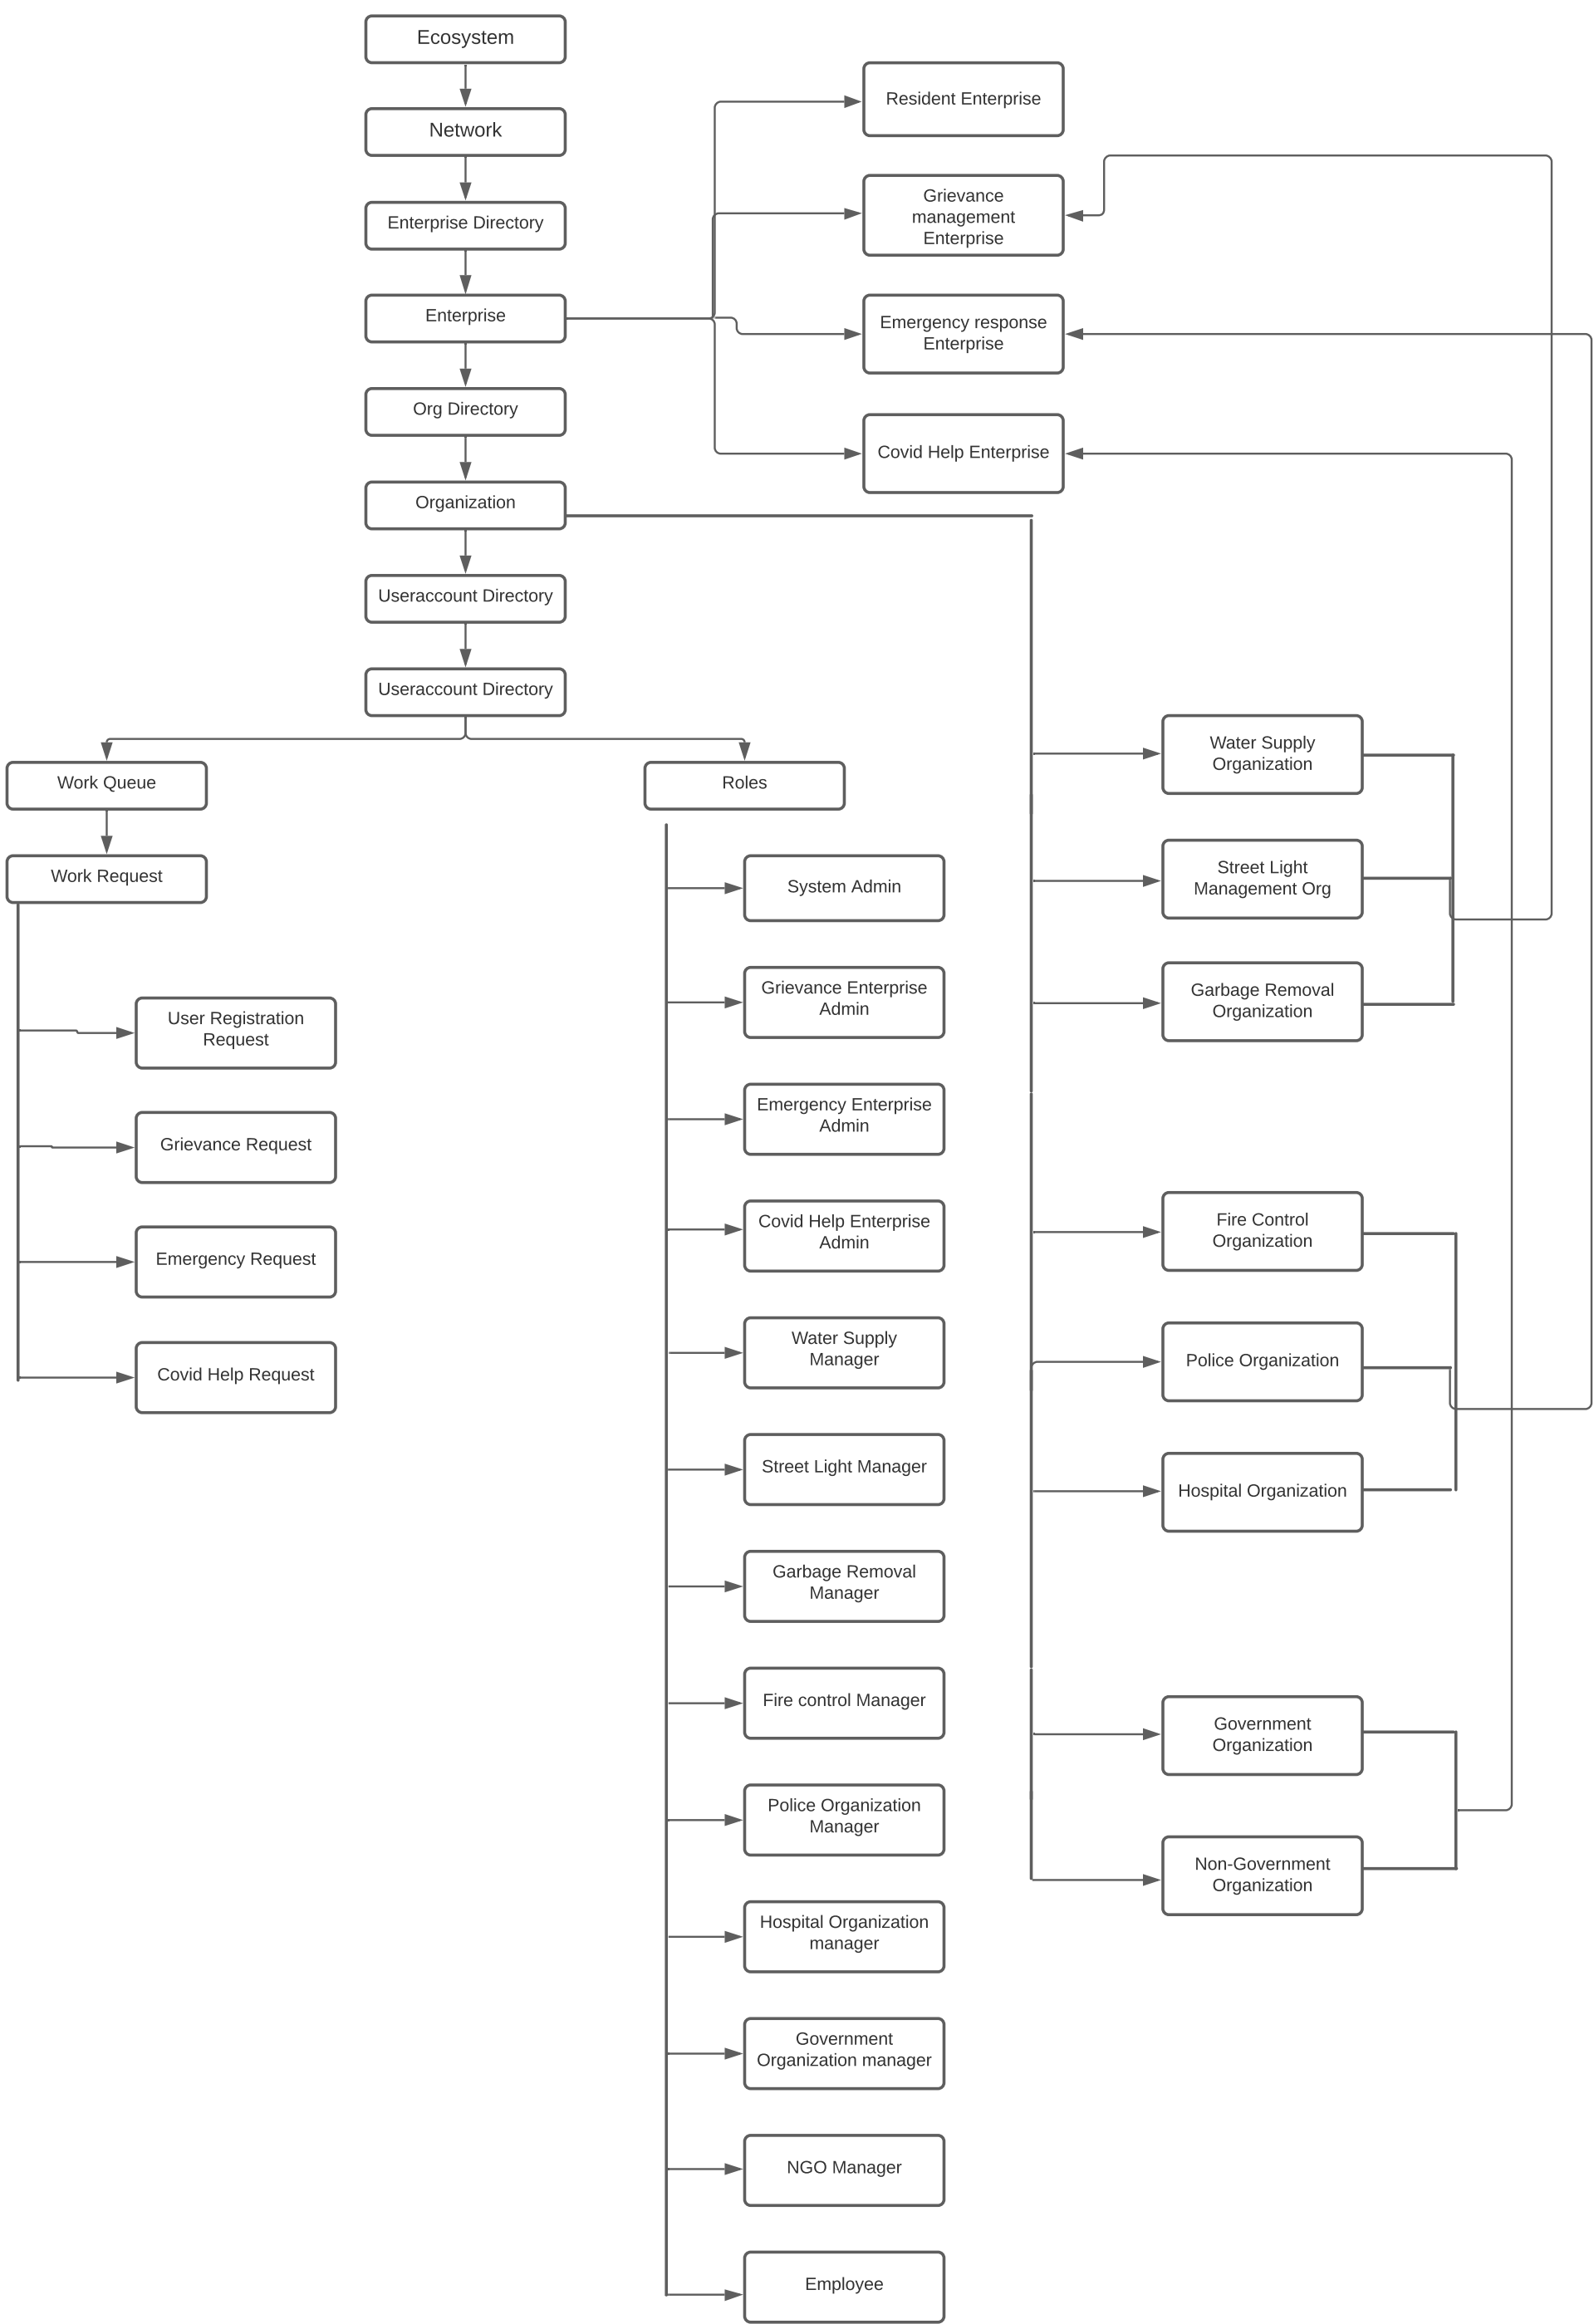 Ecosystem
Network
Enterprise Directory
Enterprise
Org Directory
Organization
Useraccount Directory
Useraccount Directory
Resident Enterprise
Grievance
management
Enterprise
Emergency response
Enterprise
Covid Help Enterprise
Work Queue
Work Request
User Registration
Request
Grievance Request
Emergency Request
Covid Help Request
Roles
System Admin
Grievance Enterprise
Admin
Emergency Enterprise
Admin
Covid Help Enterprise
Admin
Water Supply
Manager
Street Light Manager
Garbage Removal
Manager
Fire control Manager
Police Organization
Manager
Hospital Organization
manager
Government
Organization manager
NGO Manager
Employee
Water Supply
Organization
Street Light
Management Org
Garbage Removal
Organization
Fire Control
Organization
Police Organization
Hospital Organization
Government
Organization
Non-Government
Organization